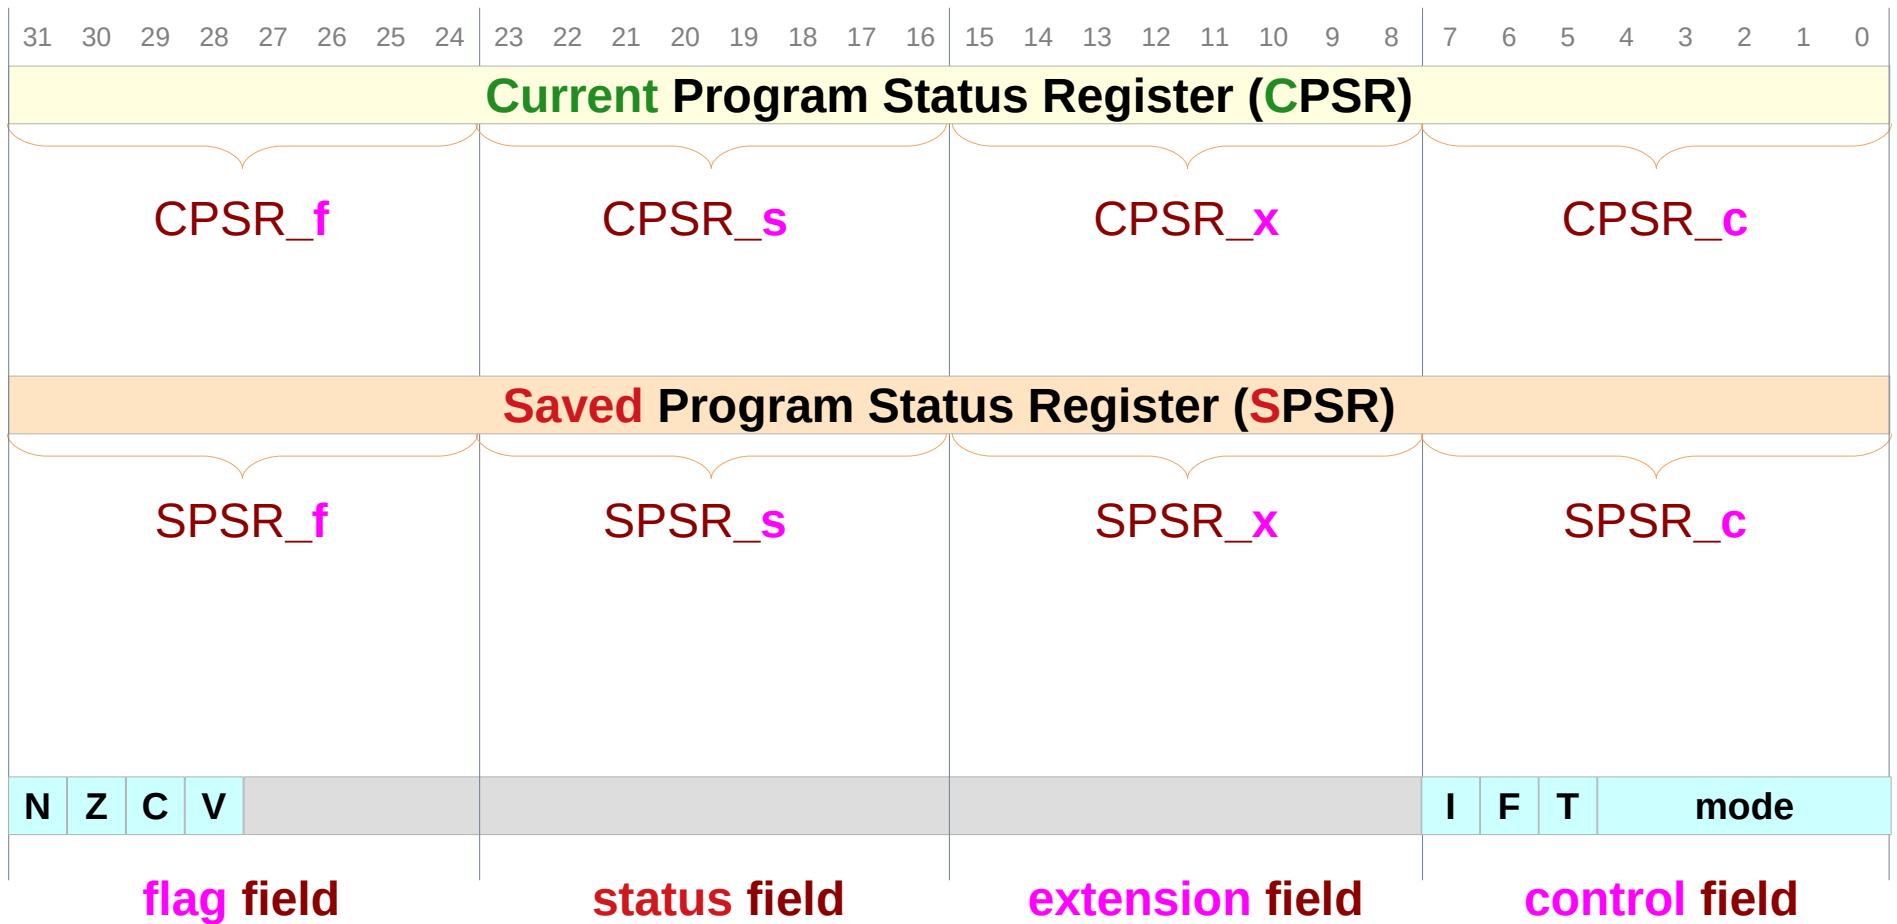 31 30 29 28 27 26 25 24 23 22 21 20 19 18 17 16 15 14 13 12 11 10 9 8 7 6 5 4 3 2 1 0
Current Program Status Register (CPSR)
CPSR_f CPSR_s CPSR_x CPSR_c
Saved Program Status Register (SPSR)
SPSR_f SPSR_s SPSR_x SPSR_c
N Z C V I F T mode
flag field status field extension field control field